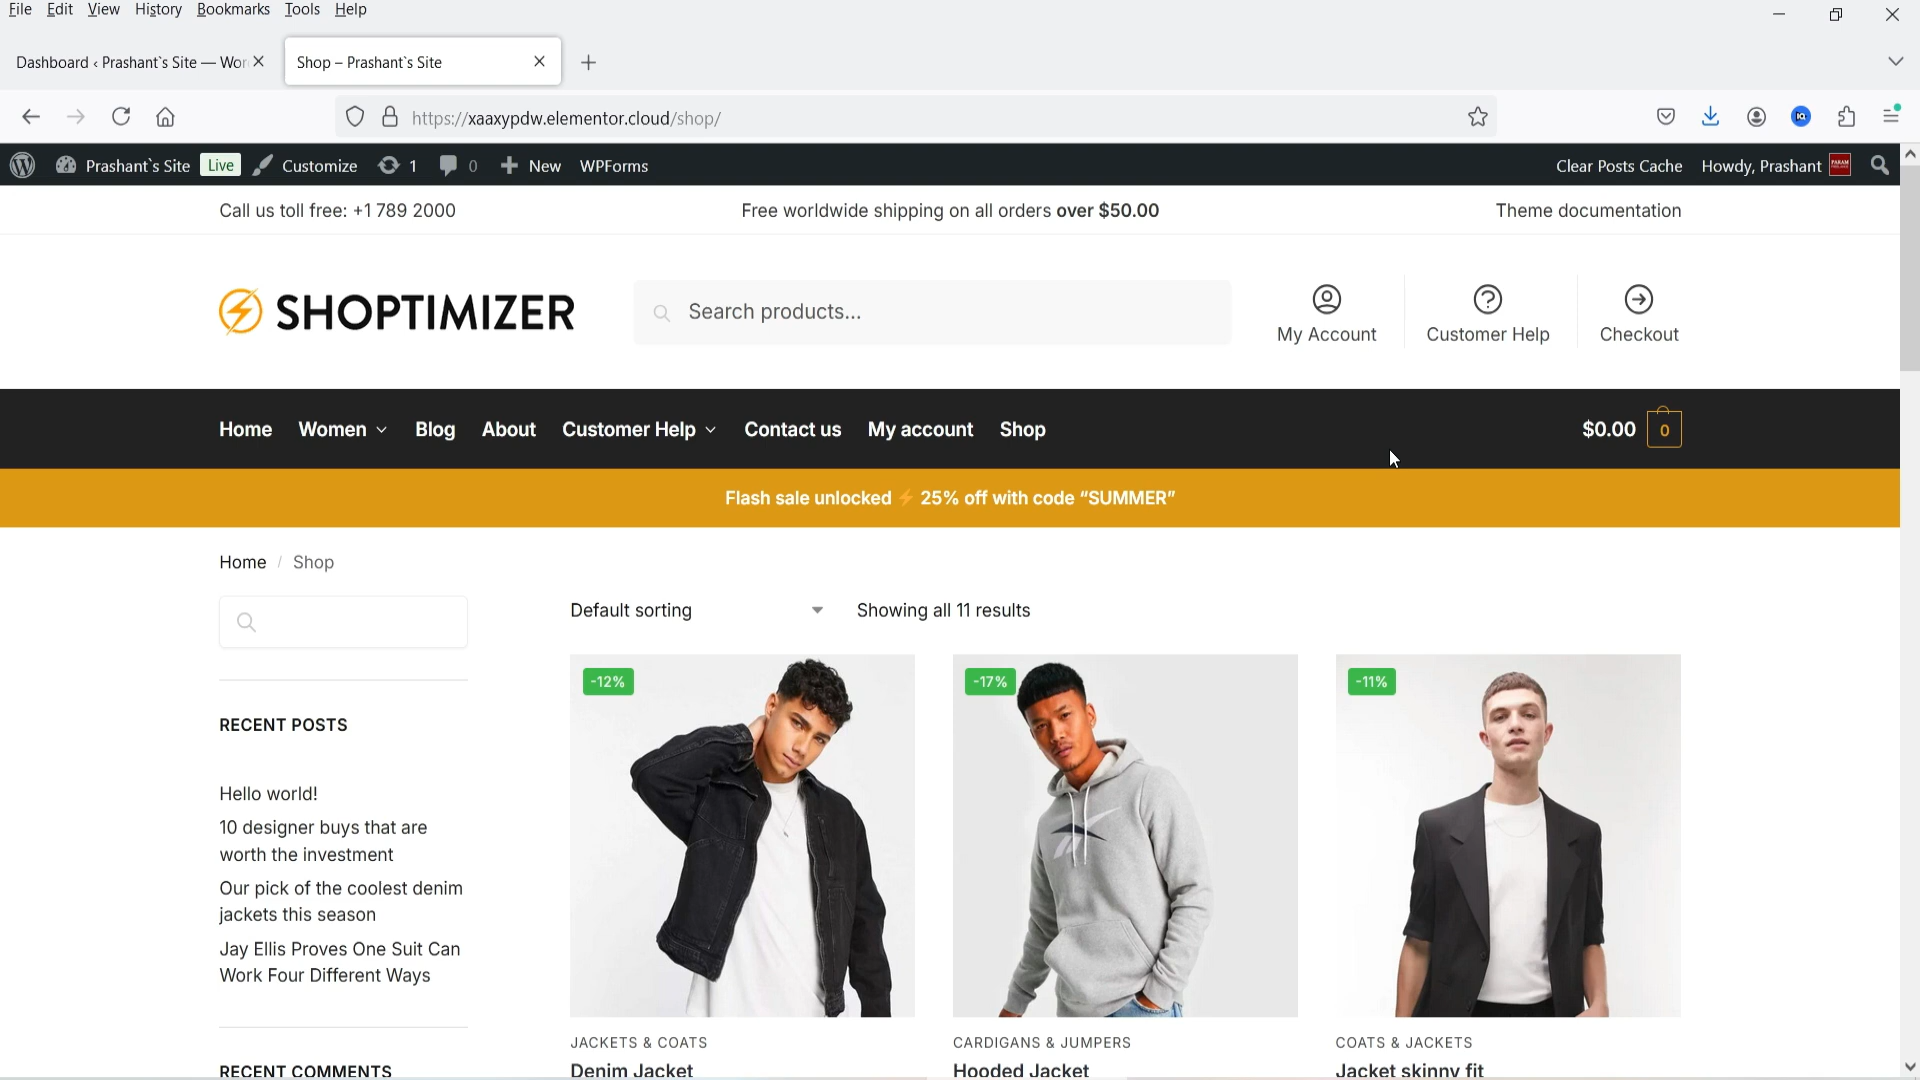 File Edit View History Bookmarks Tools Help
Dashboard ‹ Prashant`s Site — Wor
Shop – Prashant`s Site
https://xaaxypdw.elementor.cloud/shop/
Prashant`s Site Live Customize 1 0 New WPForms
Clear Posts Cache Howdy, Prashant
Call us toll free: +1 789 2000
Free worldwide shipping on all orders over $50.00
Theme documentation
SHOPTIMIZER
Search products...
My Account
Customer Help
Checkout
Home Women Blog About Customer Help Contact us My account Shop
$0.00 0
Flash sale unlocked ⚡ 25% off with code “SUMMER”
Home / Shop
Default sorting
Showing all 11 results
-12%
-17%
-11%
RECENT POSTS
Hello world!
10 designer buys that are
worth the investment
Our pick of the coolest denim
jackets this season
Jay Ellis Proves One Suit Can
Work Four Different Ways
RECENT COMMENTS
JACKETS & COATS
Denim Jacket
CARDIGANS & JUMPERS
Hooded Jacket
COATS & JACKETS
Jacket skinny fit